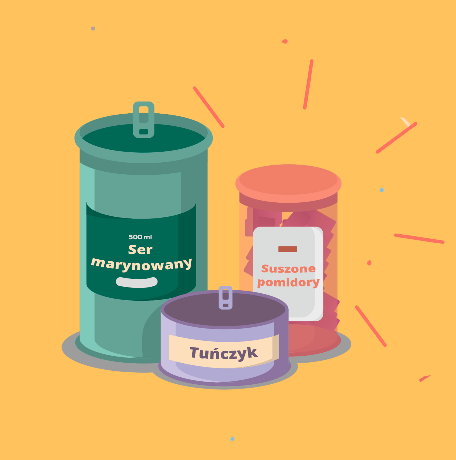 500 ml
Ser
marynowany
Suszone
pomidory
Tuńczyk